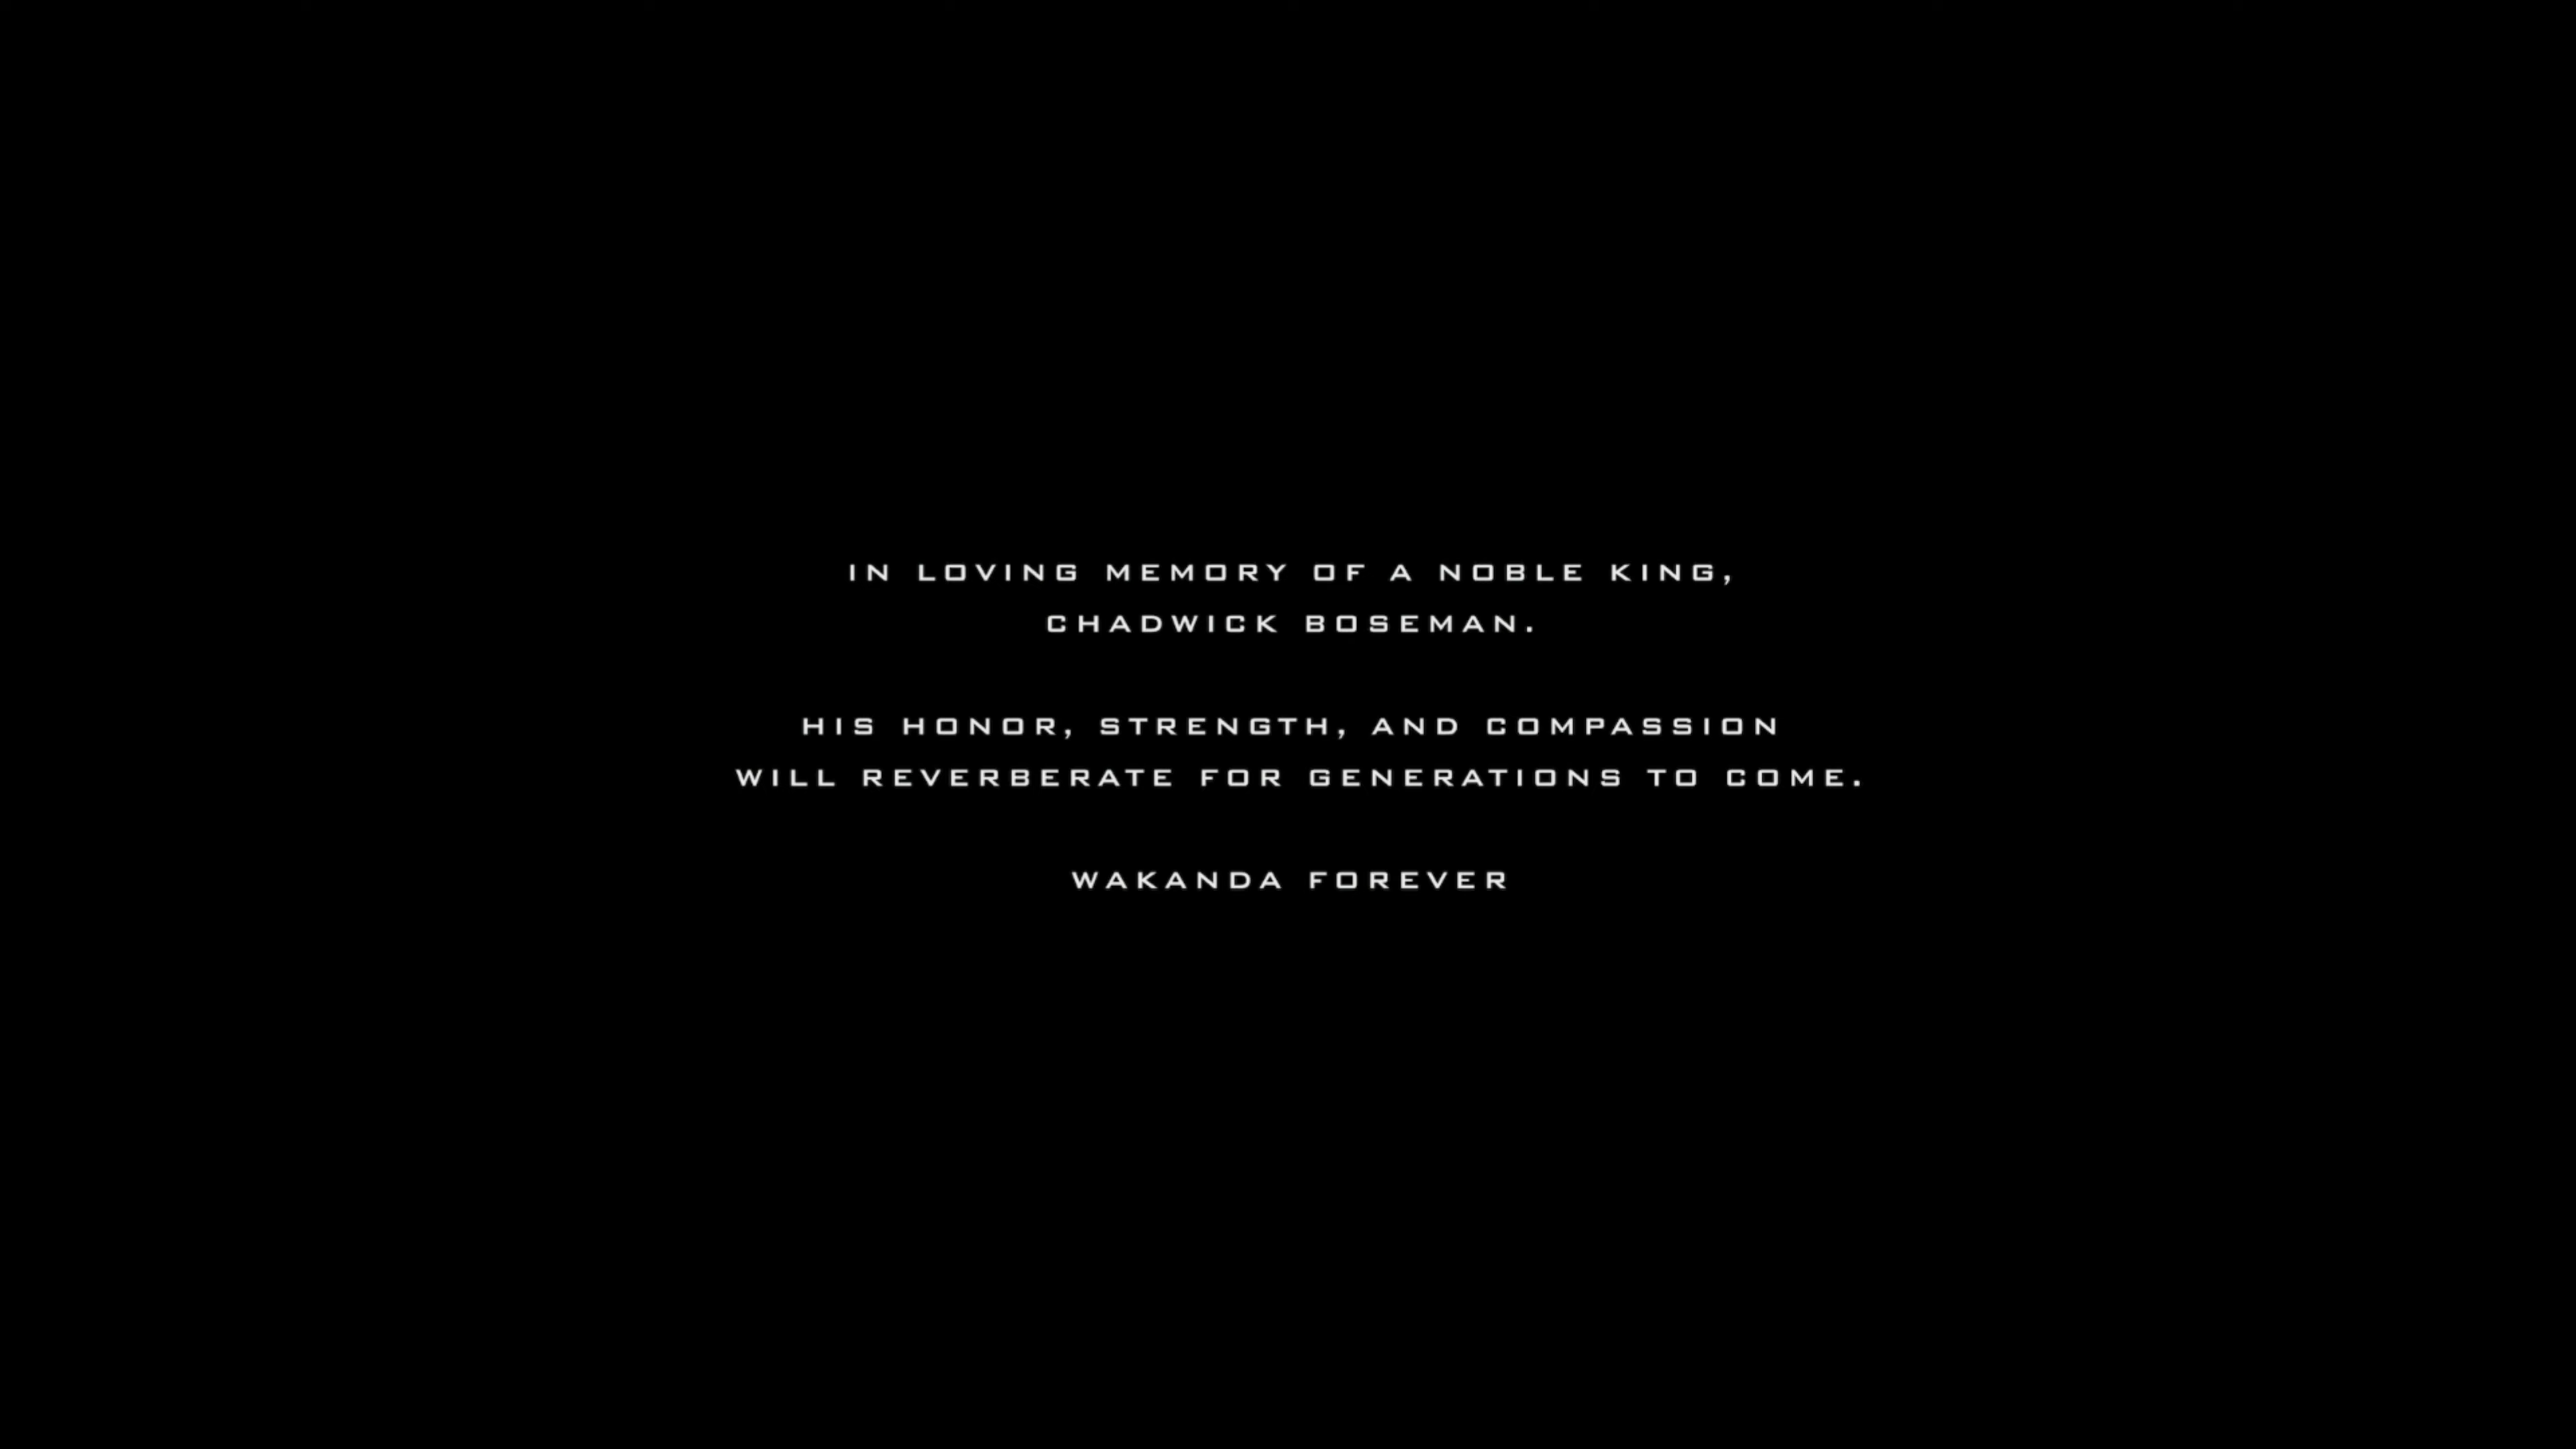 IN LOVING MEMORY OF A NOBLE KING,
CHADWICK BOSEMAN.
HIS HONOR, STRENGTH, AND COMPASSION
WILL REVERBERATE FOR GENERATIONS TO COME.
WAKANDA FOREVER